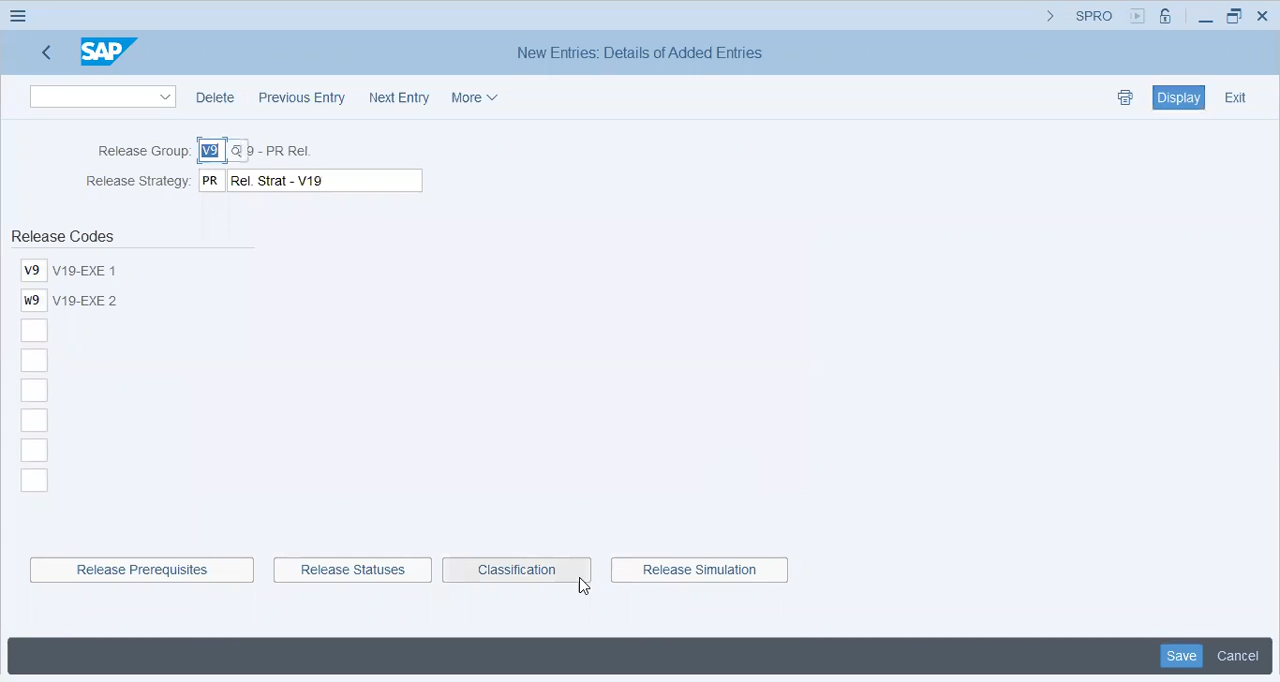 SPRO
SAP
New Entries: Details of Added Entries
Delete Previous Entry Next Entry More Display Exit
Release Group: V9 9 - PR Rel.
Release Strategy: PR Rel. Strat - V19
Release Codes
V9 V19-EXE 1
W9 V19-EXE 2
Release Prerequisites Release Statuses Classification Release Simulation
Save Cancel